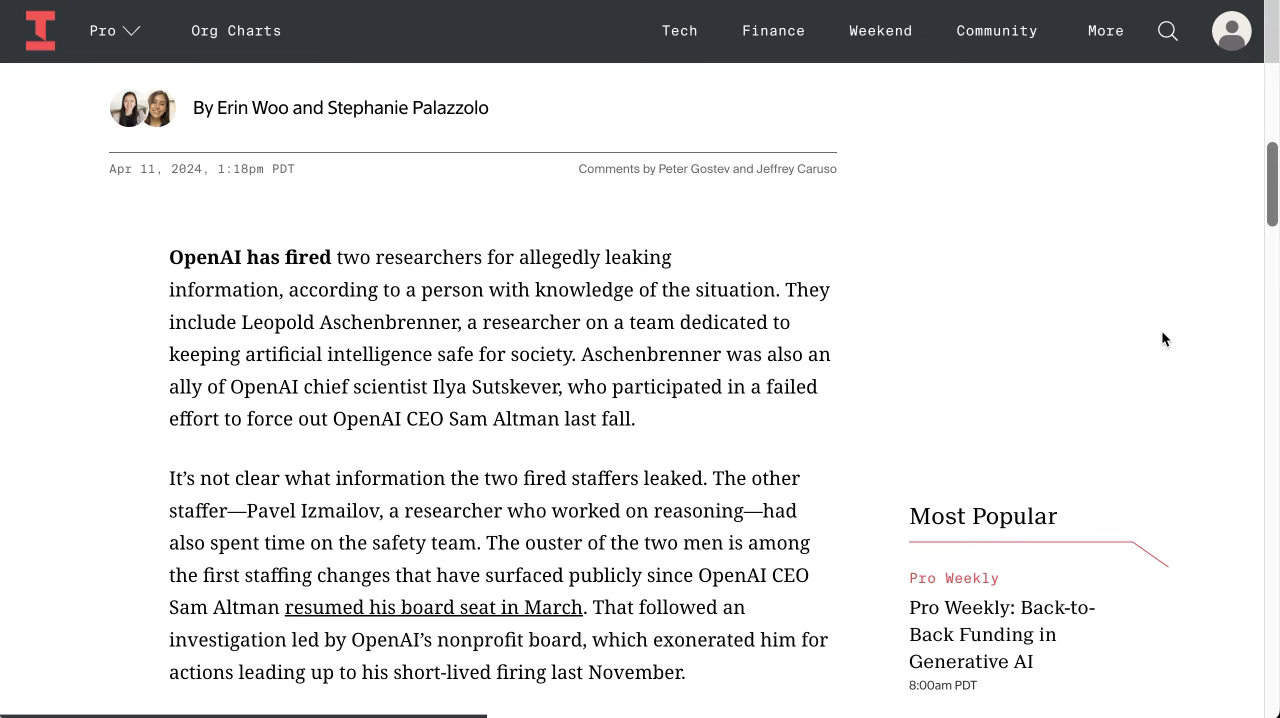 Pro
Org Charts
Tech
Finance
Weekend
Community
More
By Erin Woo and Stephanie Palazzolo
Apr 11, 2024, 1:18pm PDT
Comments by Peter Gostev and Jeffrey Caruso
OpenAI has fired two researchers for allegedly leaking
information, according to a person with knowledge of the situation. They
include Leopold Aschenbrenner, a researcher on a team dedicated to
keeping artificial intelligence safe for society. Aschenbrenner was also an
ally of OpenAI chief scientist Ilya Sutskever, who participated in a failed
effort to force out OpenAI CEO Sam Altman last fall.
It’s not clear what information the two fired staffers leaked. The other
staffer—Pavel Izmailov, a researcher who worked on reasoning—had
also spent time on the safety team. The ouster of the two men is among
the first staffing changes that have surfaced publicly since OpenAI CEO
Sam Altman resumed his board seat in March. That followed an
investigation led by OpenAI’s nonprofit board, which exonerated him for
actions leading up to his short-lived firing last November.
Most Popular
Pro Weekly
Pro Weekly: Back-to-
Back Funding in
Generative AI
8:00am PDT